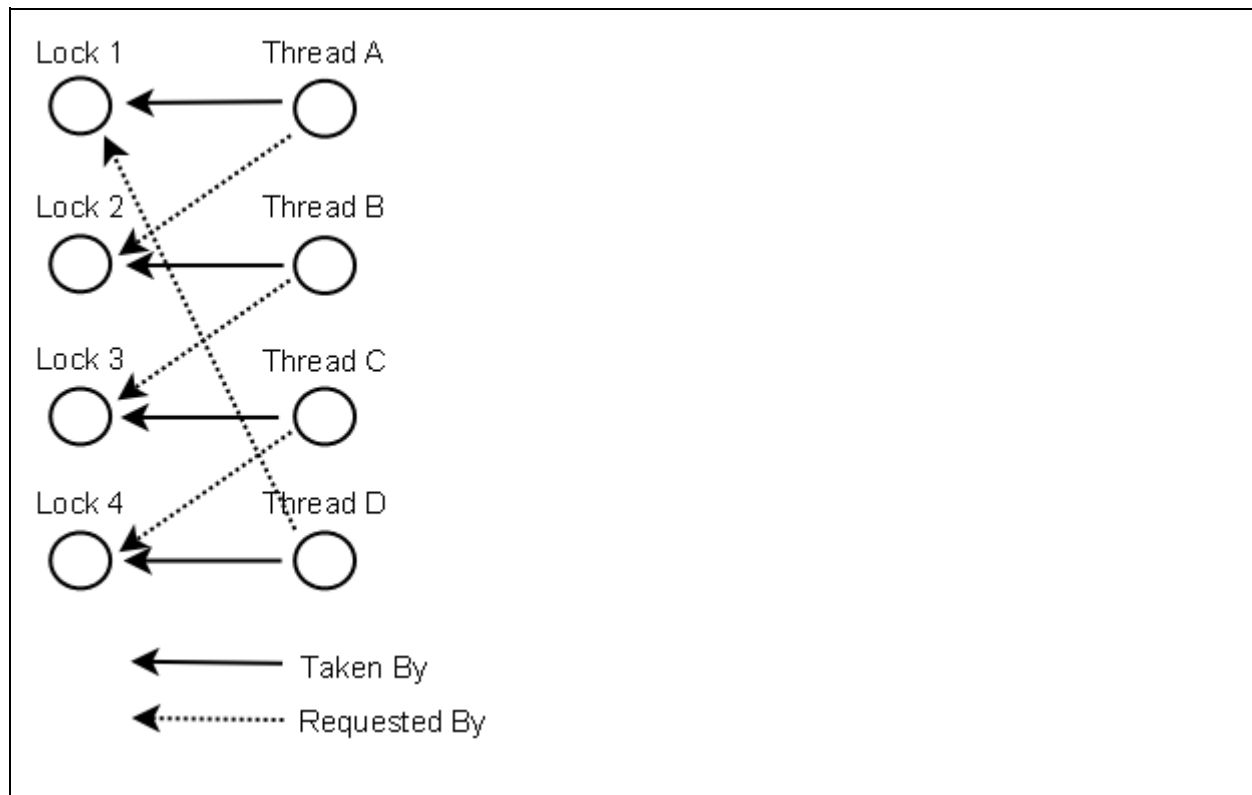 Lock 1 Thread A
Lock 2 Thread B
Lock 3 Thread C
Lock 4 Thread D
Taken By
Requested By